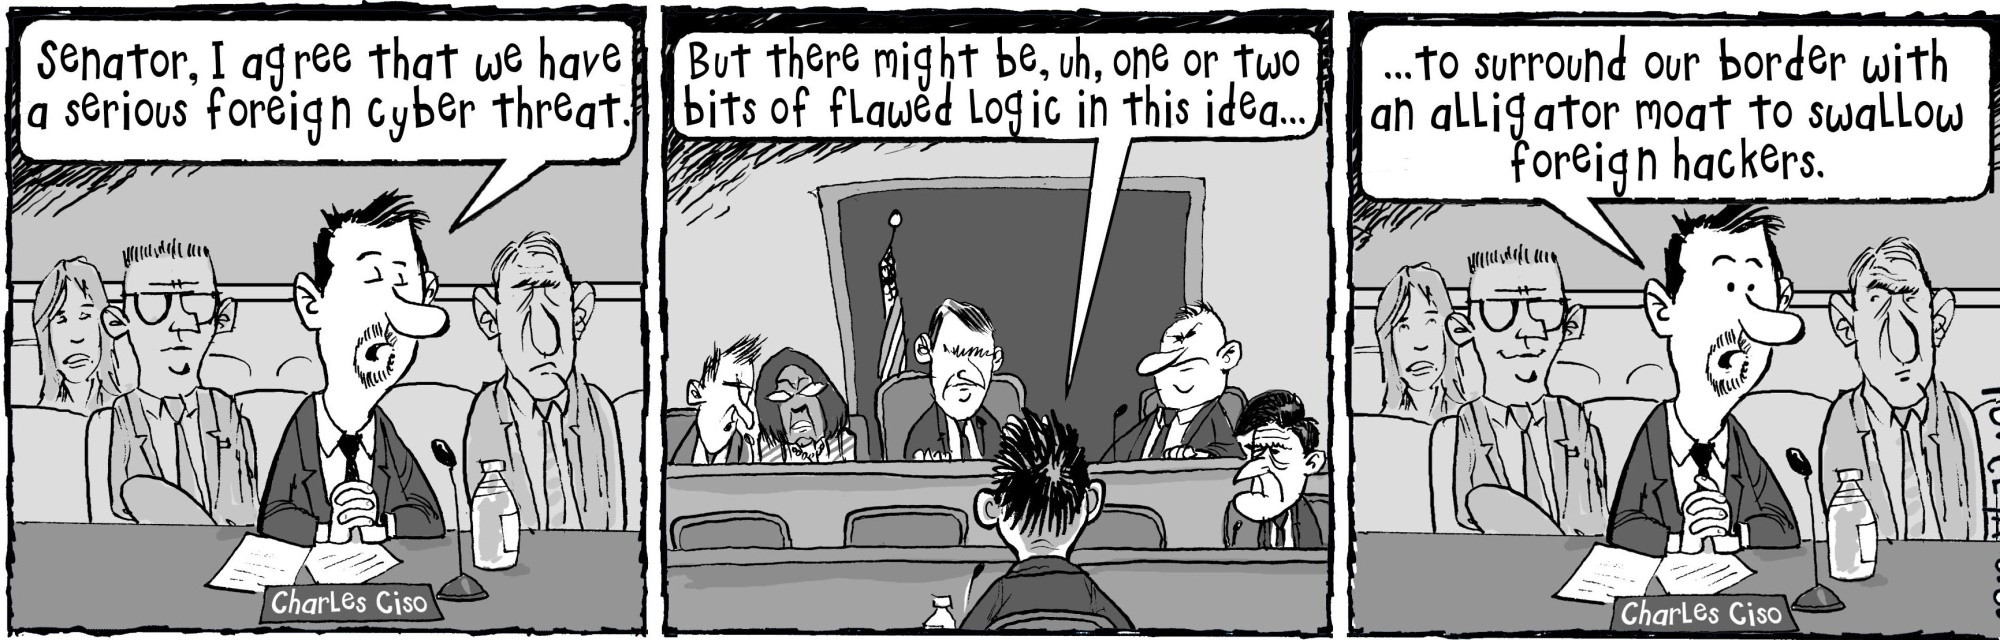 Senator, I agree that we have
a serious foreign cyber threat.
Charles Ciso
But there might be, uh, one or two
bits of flawed logic in this idea...
...to surround our border with
an alligator moat to swallow
foreign hackers.
Charles Ciso